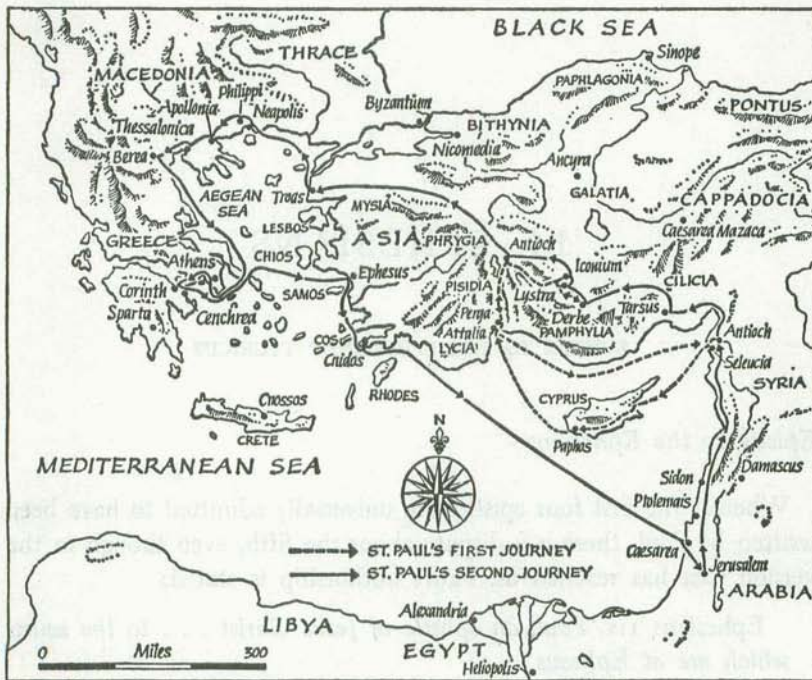 BLACK SEA
THRACE
Sinope
MACEDONIA
PAPHLAGONIA
Philippi
Apollonia
Neapolis
Byzantium
PONTUS
Thessalonica
BITHYNIA
Nicomedia
Berea
Ancyra
AEGEAN
SEA
Troas
GALATIA
MYSIA
CAPPADOCIA
LESBOS
ASIA
PHRYGIA
Caesarea Mazaca
GREECE
CHIOS
Antioch
Athens
Iconium
Ephesus
CILICIA
Corinth
SAMOS
PISIDIA
Lystra
Sparta
Derbe
Tarsus
Cenchrea
Perga
PAMPHYLIA
Attalia
Antioch
COS
LYCIA
Cnidos
Seleucia
RHODES
SYRIA
CYPRUS
Cnossos
CRETE
N
Paphos
MEDITERRANEAN SEA
Sidon
Damascus
Ptolemais
ST. PAUL'S FIRST JOURNEY
Caesarea
ST. PAUL'S SECOND JOURNEY
Jerusalem
ARABIA
LIBYA
Alexandria
EGYPT
0 Miles 300
Heliopolis